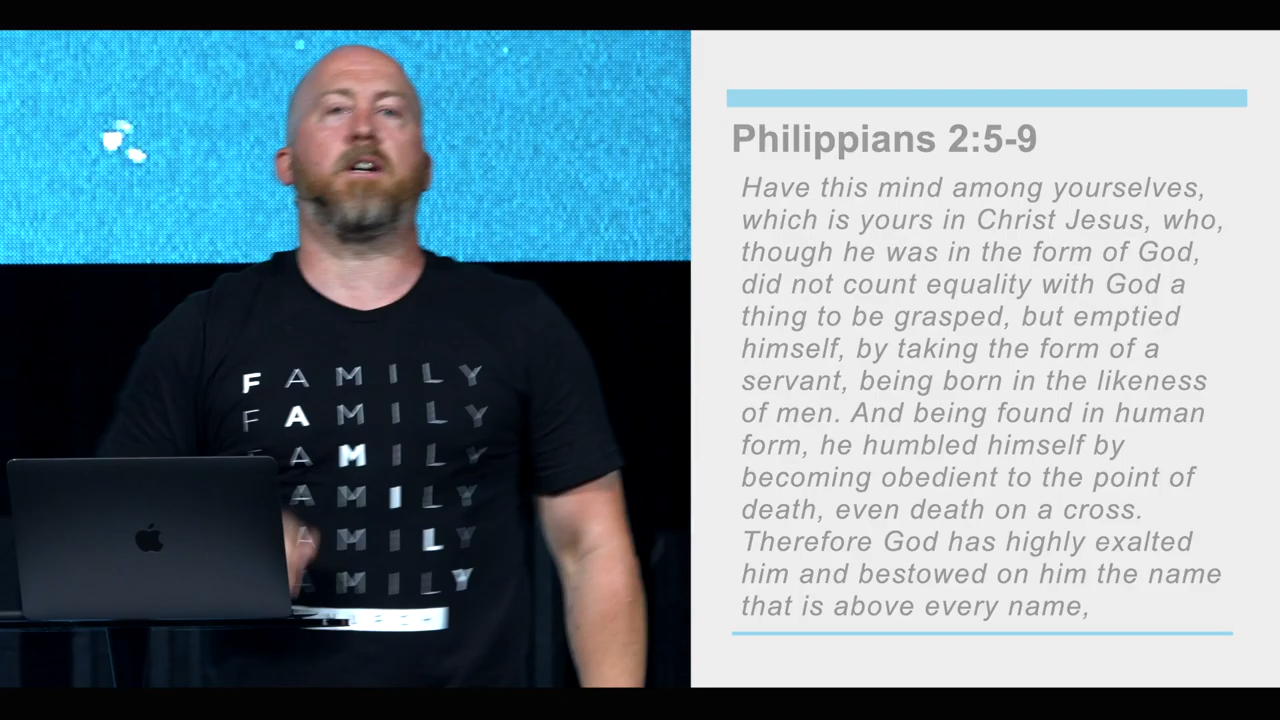 FAMILY
FAMILY
AMILY
AMILY
AMILY
AMILY
Philippians 2:5-9
Have this mind among yourselves,
which is yours in Christ Jesus, who,
though he was in the form of God,
did not count equality with God a
thing to be grasped, but emptied
himself, by taking the form of a
servant, being born in the likeness
of men. And being found in human
form, he humbled himself by
becoming obedient to the point of
death, even death on a cross.
Therefore God has highly exalted
him and bestowed on him the name
that is above every name,